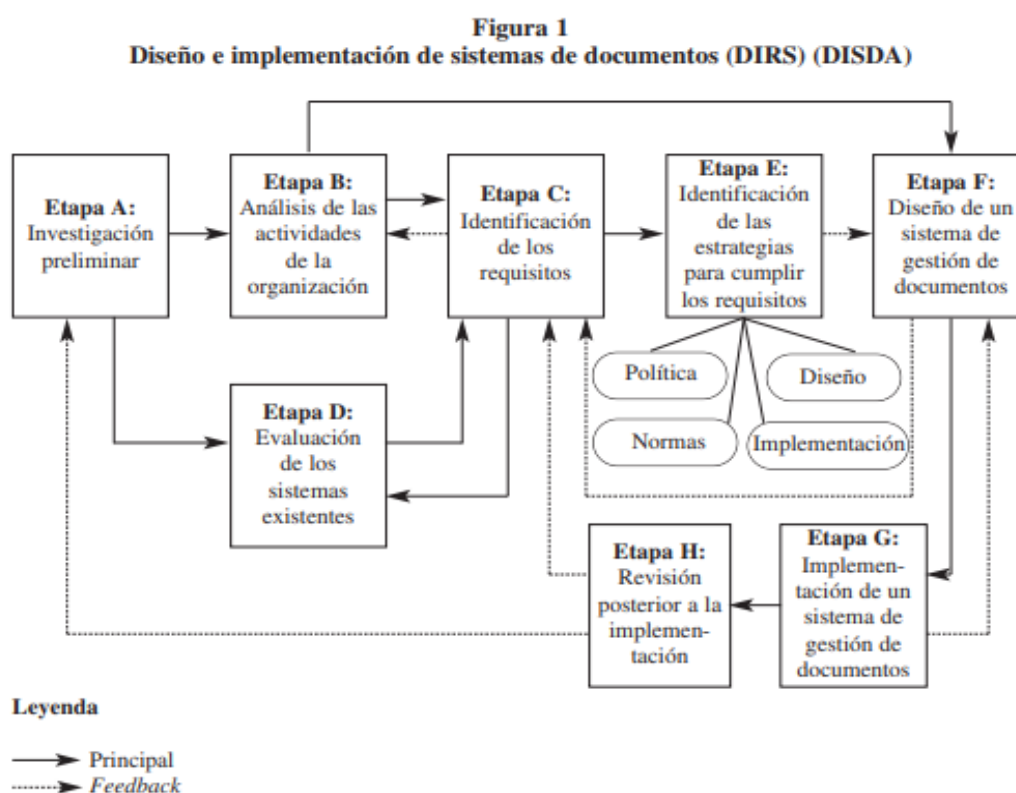 Figura 1
Diseño e implementación de sistemas de documentos (DIRS) (DISDA)
Etapa A:
Investigación
preliminar
Etapa B:
Análisis de las
actividades
de la
organización
Etapa C:
Identificación
de los
requisitos
Etapa E:
Identificación
de las
estrategias
para cumplir
los requisitos
Etapa F:
Diseño de un
sistema de
gestión de
documentos
Política
Diseño
Normas
Implementación
Etapa D:
Evaluación
de los
sistemas
existentes
Etapa H:
Revisión
posterior a la
implemen-
tación
Etapa G:
Implemen-
tación de un
sistema de
gestión de
documentos
Leyenda
Principal
Feedback